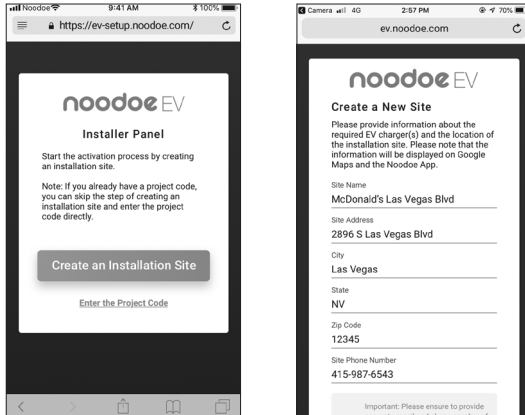 Noodoe
9:41 AM
100%
https://ev-setup.noodoe.com/
noodoe EV
Installer Panel
Start the activation process by creating
an installation site.
Note: If you already have a project code,
you can skip the step of creating an
installation site and enter the project
code directly.
Create an Installation Site
Enter the Project Code
Camera
4G
2:57 PM
70%
ev.noodoe.com
noodoe EV
Create a New Site
Please provide information about the
required EV charger(s) and the location of
the installation site. Please note that the
information will be displayed on Google
Maps and the Noodoe App.
Site Name
McDonald's Las Vegas Blvd
Site Address
2896 S Las Vegas Blvd
City
Las Vegas
State
NV
Zip Code
12345
Site Phone Number
415-987-6543
Important: Please ensure to provide